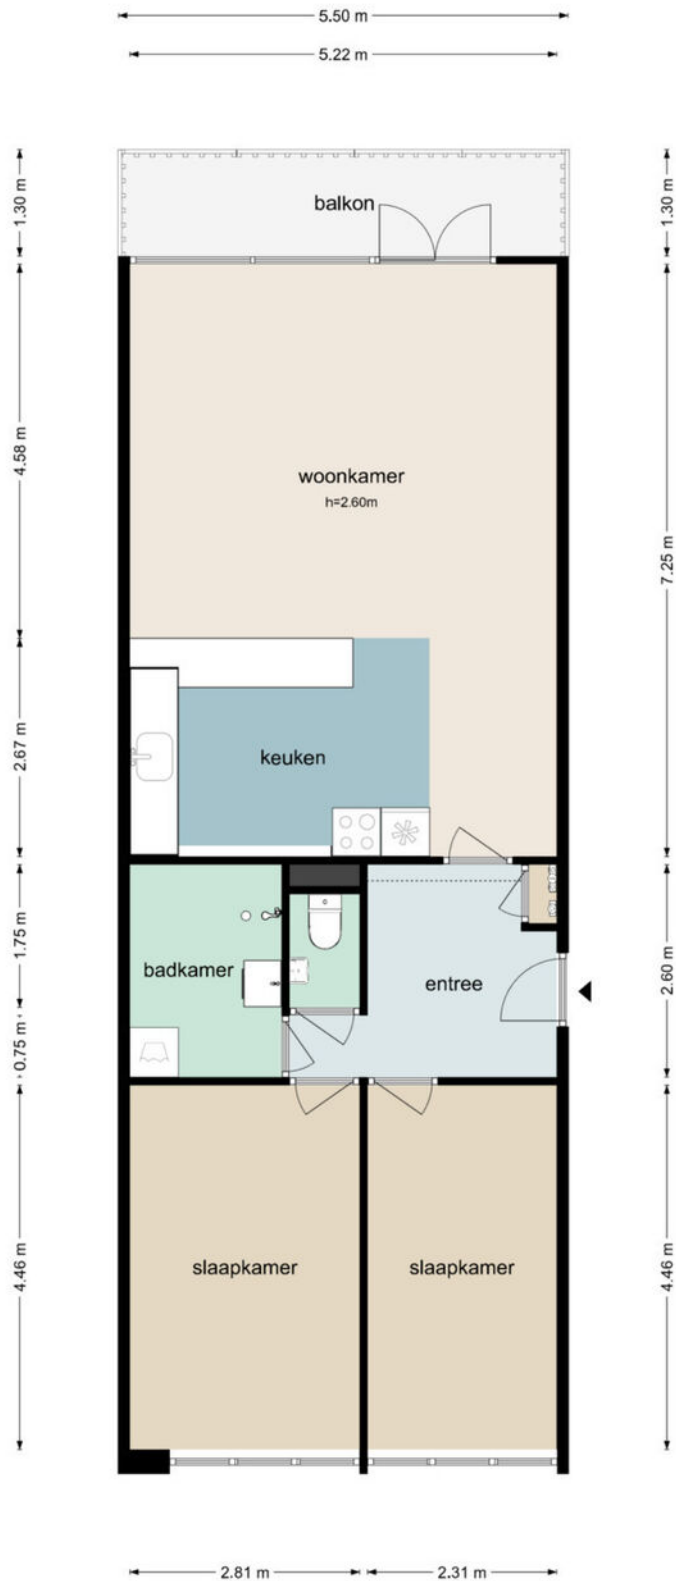 5.50 m
5.22 m
1.30 m
1.30 m
balkon
4.58 m
woonkamer
h=2.60m
7.25 m
2.67 m
keuken
1.75 m
badkamer
entree
2.60 m
0.75 m
4.46 m
slaapkamer
slaapkamer
4.46 m
2.81 m
2.31 m